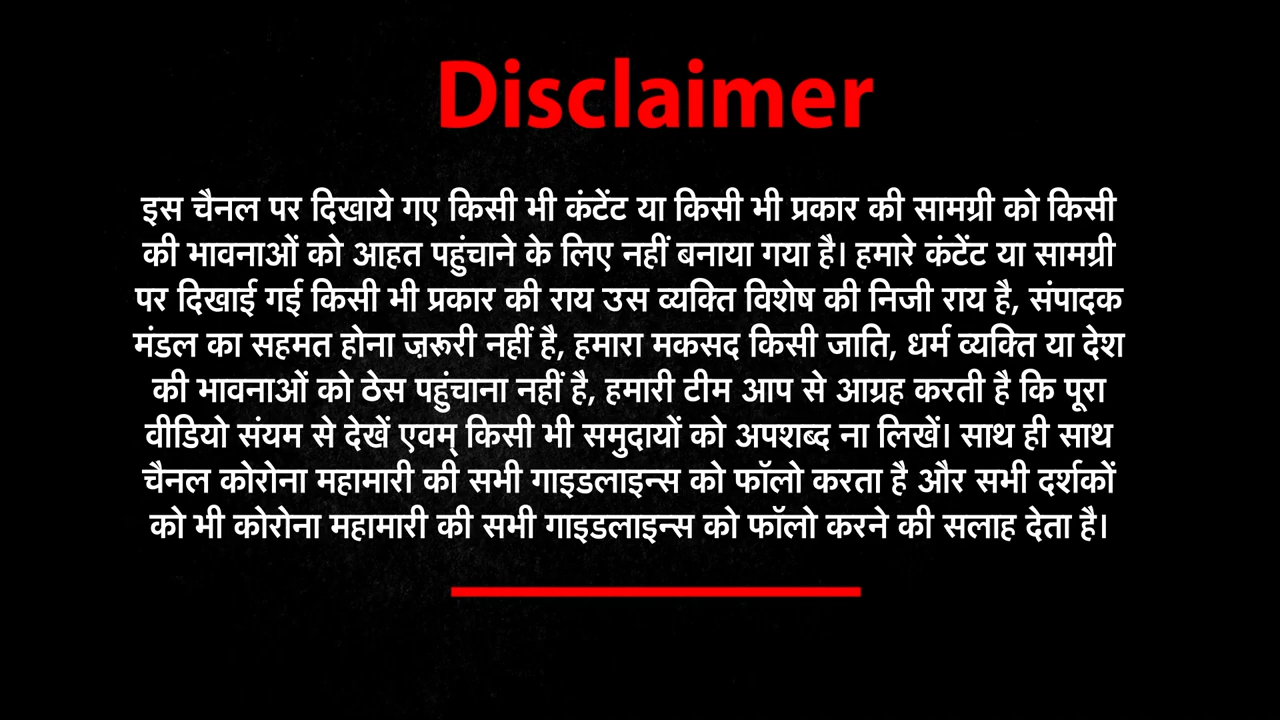 Disclaimer
इस चैनल पर दिखाये गए किसी भी कंटेंट या किसी भी प्रकार की सामग्री को किसी
की भावनाओं को आहत पहुंचाने के लिए नहीं बनाया गया है। हमारे कंटेंट या सामग्री
पर दिखाई गई किसी भी प्रकार की राय उस व्यक्ति विशेष की निजी राय है, संपादक
मंडल का सहमत होना ज़रूरी नहीं है, हमारा मकसद किसी जाति, धर्म व्यक्ति या देश
की भावनाओं को ठेस पहुंचाना नहीं है, हमारी टीम आप से आग्रह करती है कि पूरा
वीडियो संयम से देखें एवम् किसी भी समुदायों को अपशब्द ना लिखें। साथ ही साथ
चैनल कोरोना महामारी की सभी गाइडलाइन्स को फॉलो करता है और सभी दर्शकों
को भी कोरोना महामारी की सभी गाइडलाइन्स को फॉलो करने की सलाह देता है।